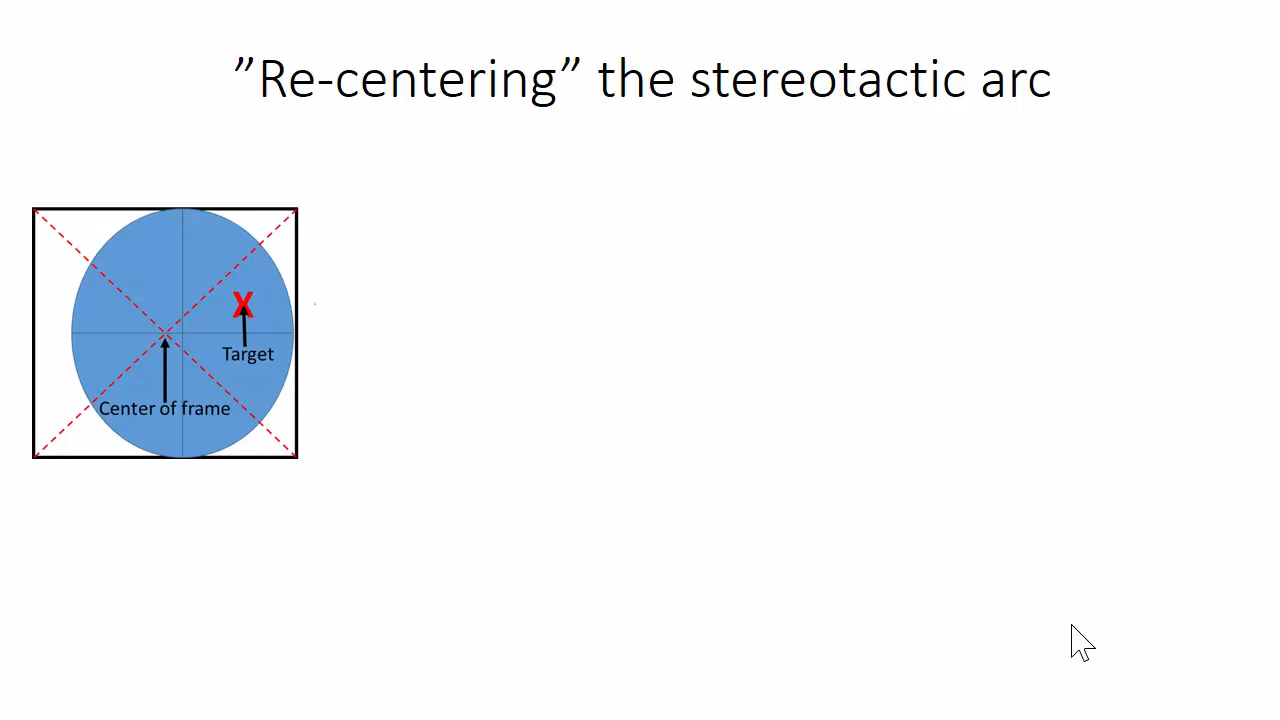 ”Re-centering” the stereotactic arc
X
Target
Center of frame